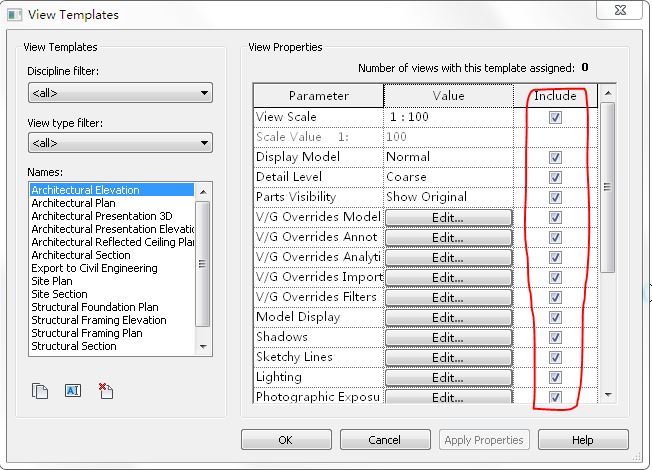 View Templates
View Templates
Discipline filter:
<all>
View type filter:
<all>
Names:
Architectural Elevation
Architectural Plan
Architectural Presentation 3D
Architectural Presentation Elevatio
Architectural Reflected Ceiling Plan
Architectural Section
Export to Civil Engineering
Site Plan
Site Section
Structural Foundation Plan
Structural Framing Elevation
Structural Framing Plan
Structural Section
View Properties
Number of views with this template assigned: 0
Parameter Value Include
View Scale 1 : 100
Scale Value 1: 100
Display Model Normal
Detail Level Coarse
Parts Visibility Show Original
V/G Overrides Model Edit...
V/G Overrides Annot Edit...
V/G Overrides Analyti Edit...
V/G Overrides Import Edit...
V/G Overrides Filters Edit...
Model Display Edit...
Shadows Edit...
Sketchy Lines Edit...
Lighting Edit...
Photographic Exposu Edit...
OK Cancel Apply Properties Help